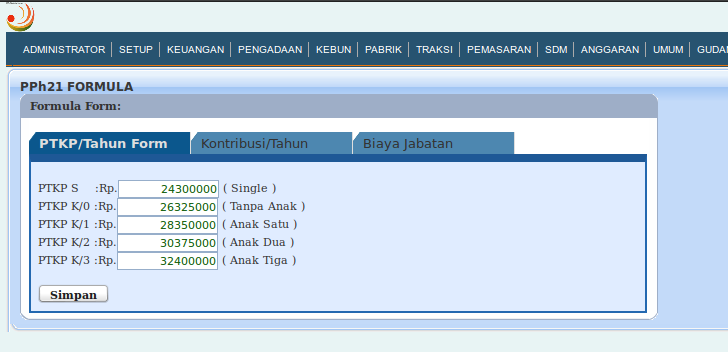 ADMINISTRATOR SETUP KEUANGAN PENGADAAN KEBUN PABRIK TRAKSI PEMASARAN SDM ANGGARAN UMUM GUDA
PPh21 FORMULA
Formula Form:
PTKP/Tahun Form Kontribusi/Tahun Biaya Jabatan
PTKP S :Rp. 24300000 ( Single )
PTKP K/0 :Rp. 26325000 ( Tanpa Anak )
PTKP K/1 :Rp. 28350000 ( Anak Satu )
PTKP K/2 :Rp. 30375000 ( Anak Dua )
PTKP K/3 :Rp. 32400000 ( Anak Tiga )
Simpan